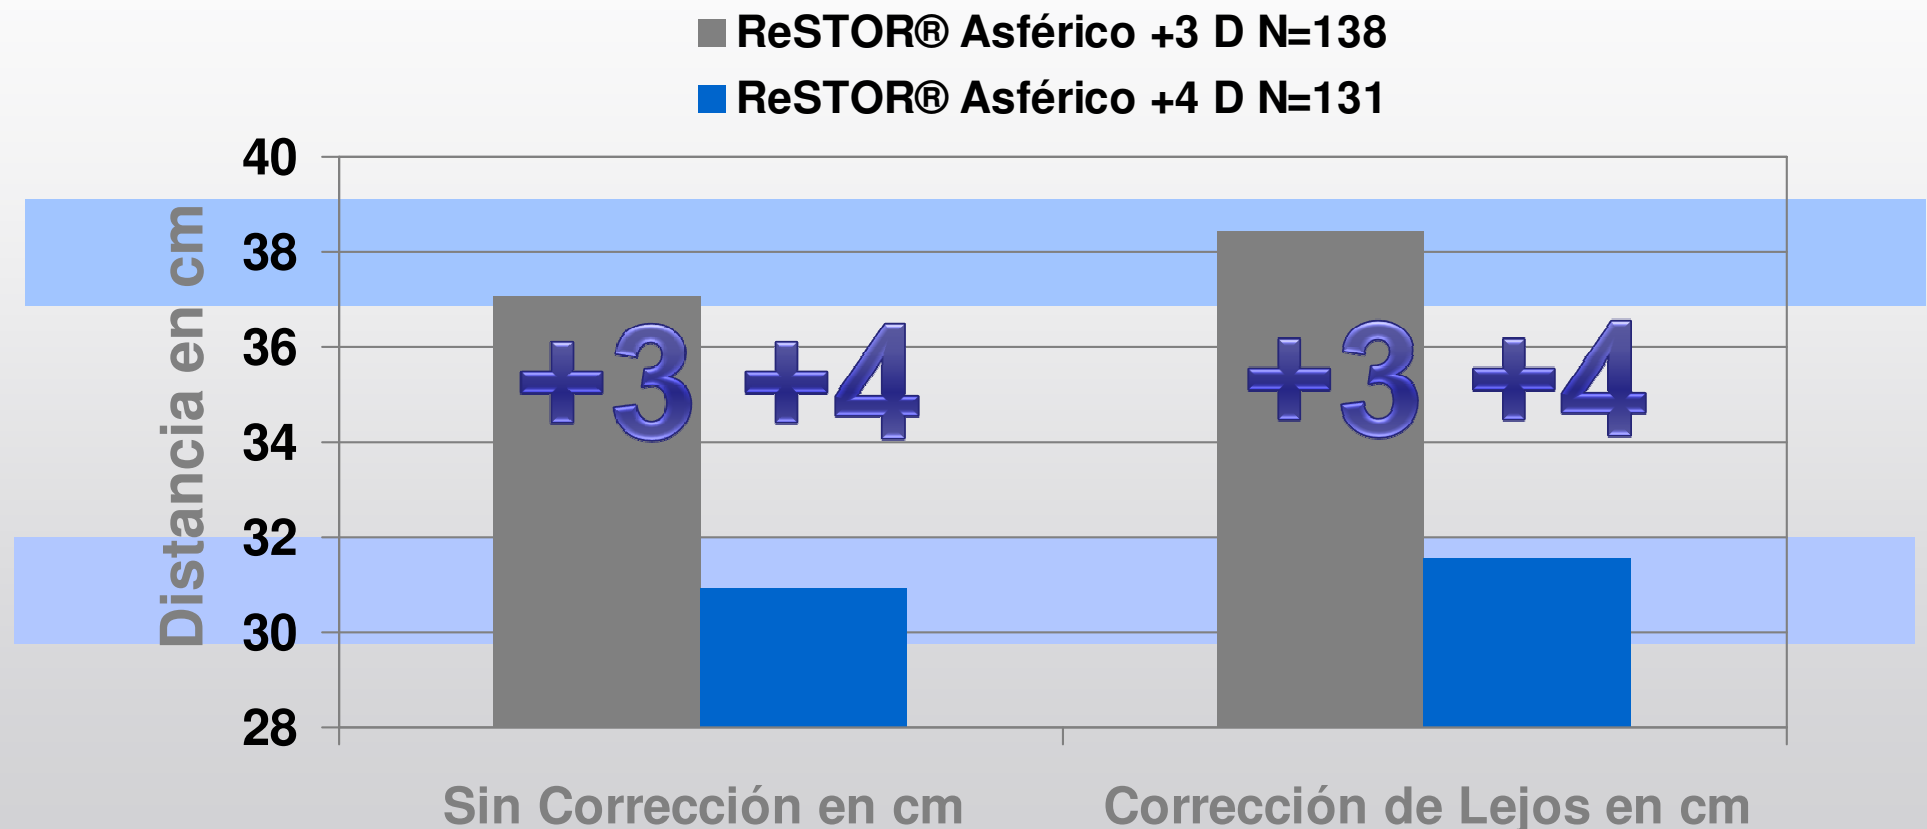 ReSTOR® Asférico +3 D N=138
ReSTOR® Asférico +4 D N=131
Distancia en cm
40
38
36
34
32
30
28
+3 +4
+3 +4
Sin Corrección en cm
Corrección de Lejos en cm